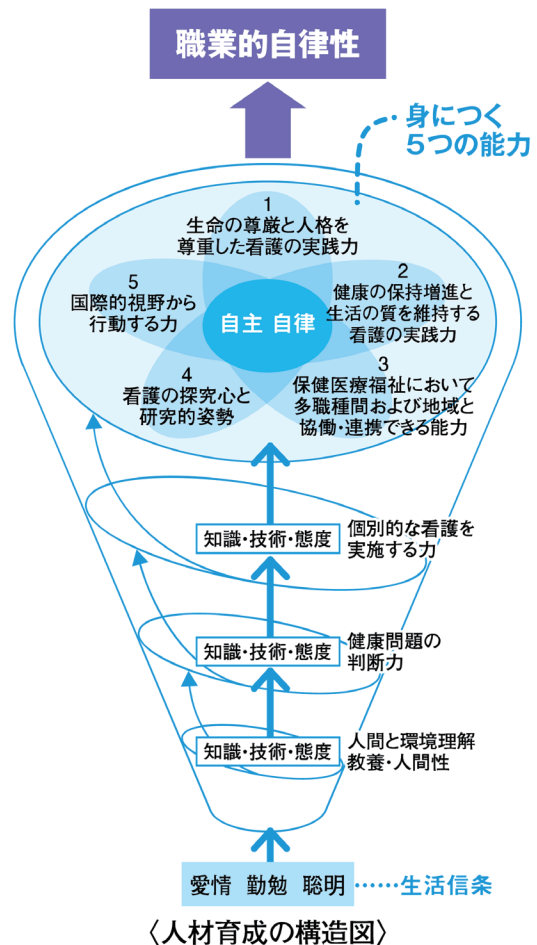 職業的自律性
身につく
5つの能力
1
生命の尊厳と人格を
尊重した看護の実践力
2
健康の保持増進と
生活の質を維持する
看護の実践力
3
保健医療福祉において
多職種間および地域と
協働・連携できる能力
4
看護の探究心と
研究的姿勢
5
国際的視野から
行動する力
自主 自律
知識・技術・態度
個別的な看護を
実施する力
知識・技術・態度
健康問題の
判断力
知識・技術・態度
人間と環境理解
教養・人間性
愛情 勤勉 聡明……生活信条
〈人材育成の構造図〉